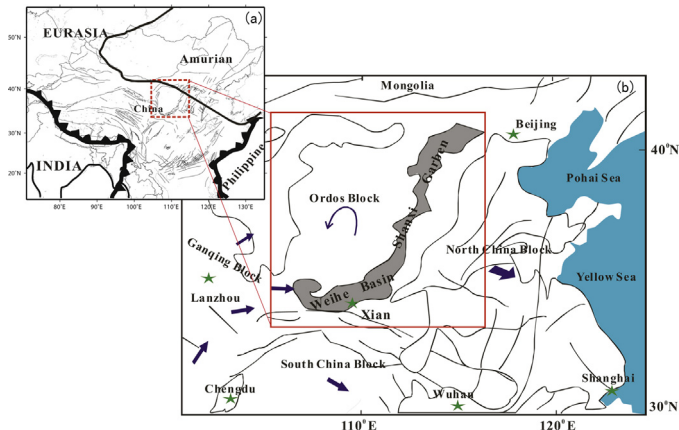 (a)
EURASIA
50°N
Amurian
40°N
China
30°N
INDIA
Philippine
20°N
80°E 90°E 100°E 110°E 120°E 130°E
(b)
Mongolia
Beijing
40°N
Pohai Sea
Garben
Ordos Block
Shanxi
North China Block
Ganqing Block
Yellow Sea
Weihe Basin
Lanzhou
Xian
South China Block
Shanghai
Chengdu
Wuhan
30°N
110°E
120°E